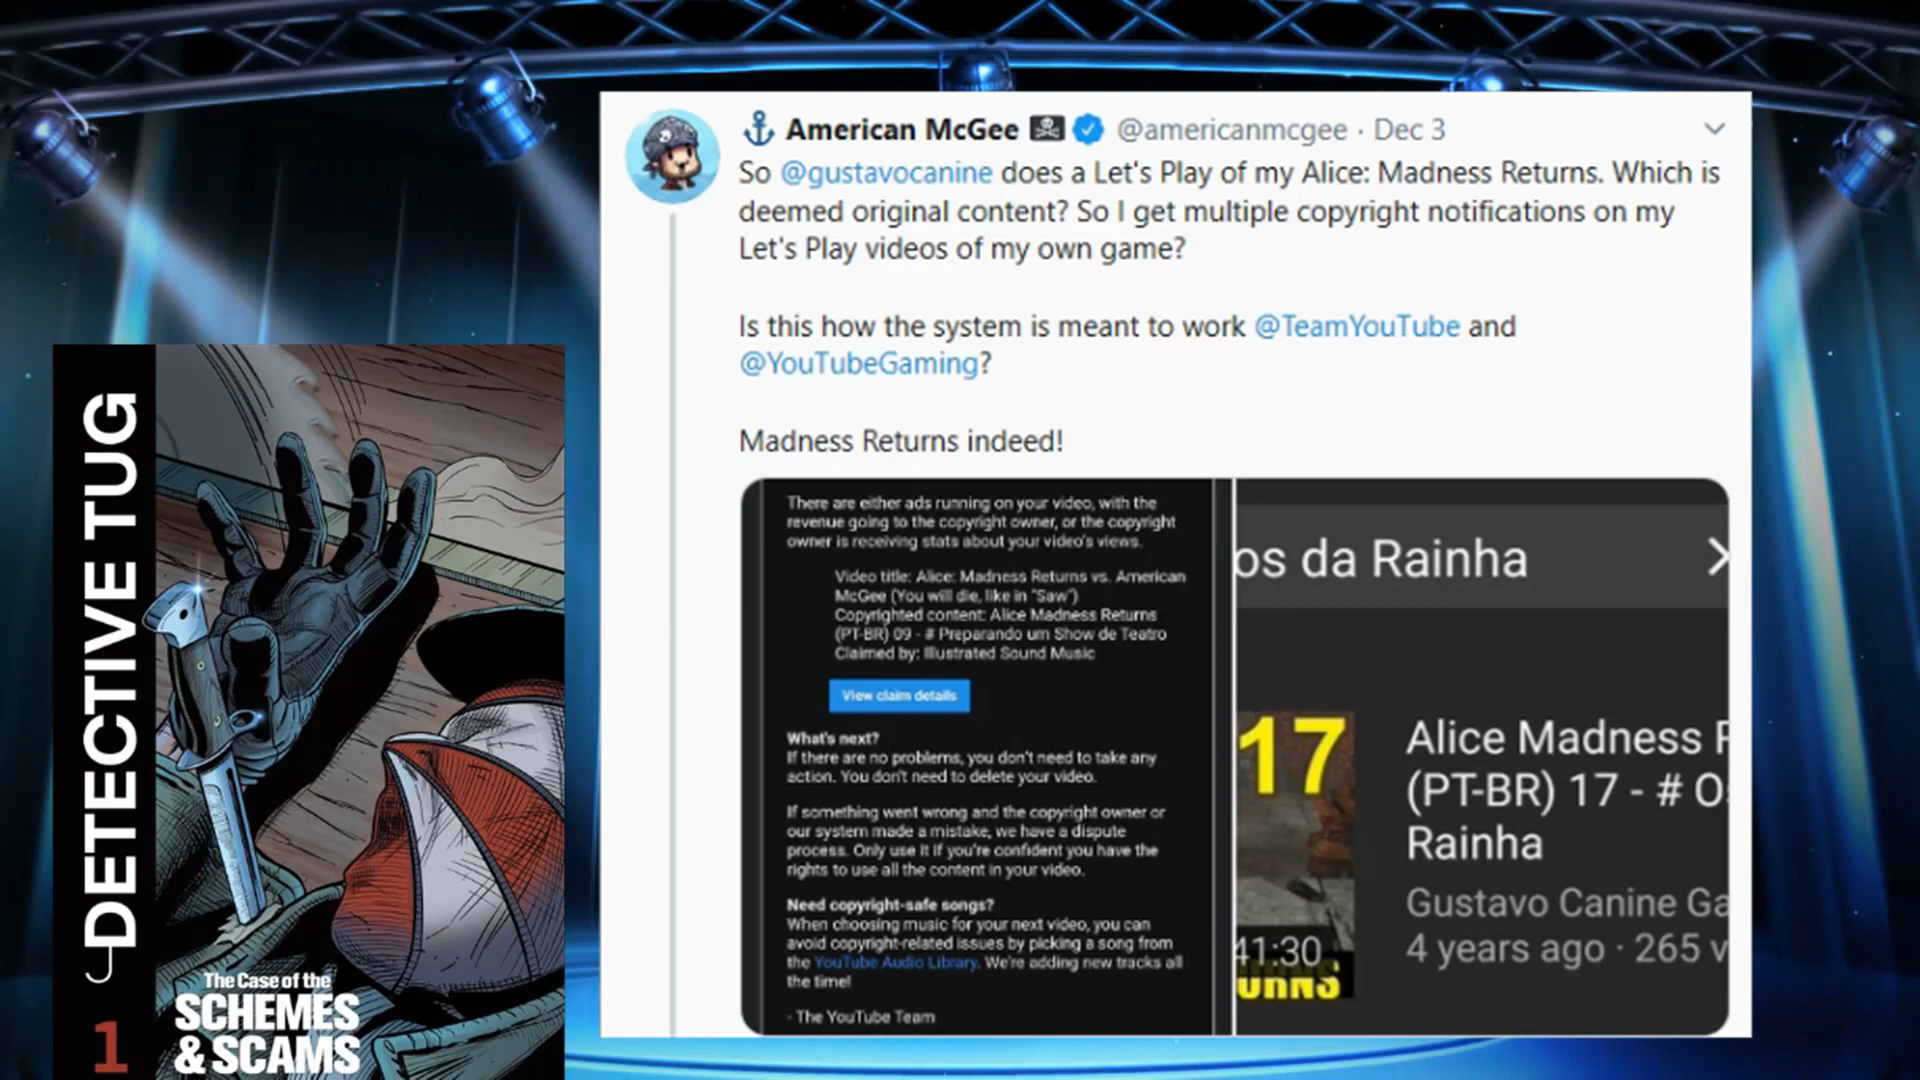 American McGee @americanmcgee · Dec 3
So @gustavocanine does a Let's Play of my Alice: Madness Returns. Which is
deemed original content? So I get multiple copyright notifications on my
Let's Play videos of my own game?
Is this how the system is meant to work @TeamYouTube and
@YouTubeGaming?
Madness Returns indeed!
There are either ads running on your video, with the
revenue going to the copyright owner, or the copyright
owner is receiving stats about your video's views.
Video title: Alice: Madness Returns vs. American
McGee (You will die, like in "Saw")
Copyrighted content: Alice Madness Returns
(PT-BR) 09 - # Preparando um Show de Teatro
Claimed by: Illustrated Sound Music
View claim details
What's next?
If there are no problems, you don't need to take any
action. You don't need to delete your video.
If something went wrong and the copyright owner or
our system made a mistake, we have a dispute
process. Only use it if you're confident you have the
rights to use all the content in your video.
Need copyright-safe songs?
When choosing music for your next video, you can
avoid copyright-related issues by picking a song from
the YouTube Audio Library. We're adding new tracks all
the time!
- The YouTube Team
os da Rainha
17
41:30
URNS
Alice Madness R
(PT-BR) 17 - # Os
Rainha
Gustavo Canine Ga
4 years ago · 265 v
DETECTIVE TUG
1
The Case of the
SCHEMES
& SCAMS